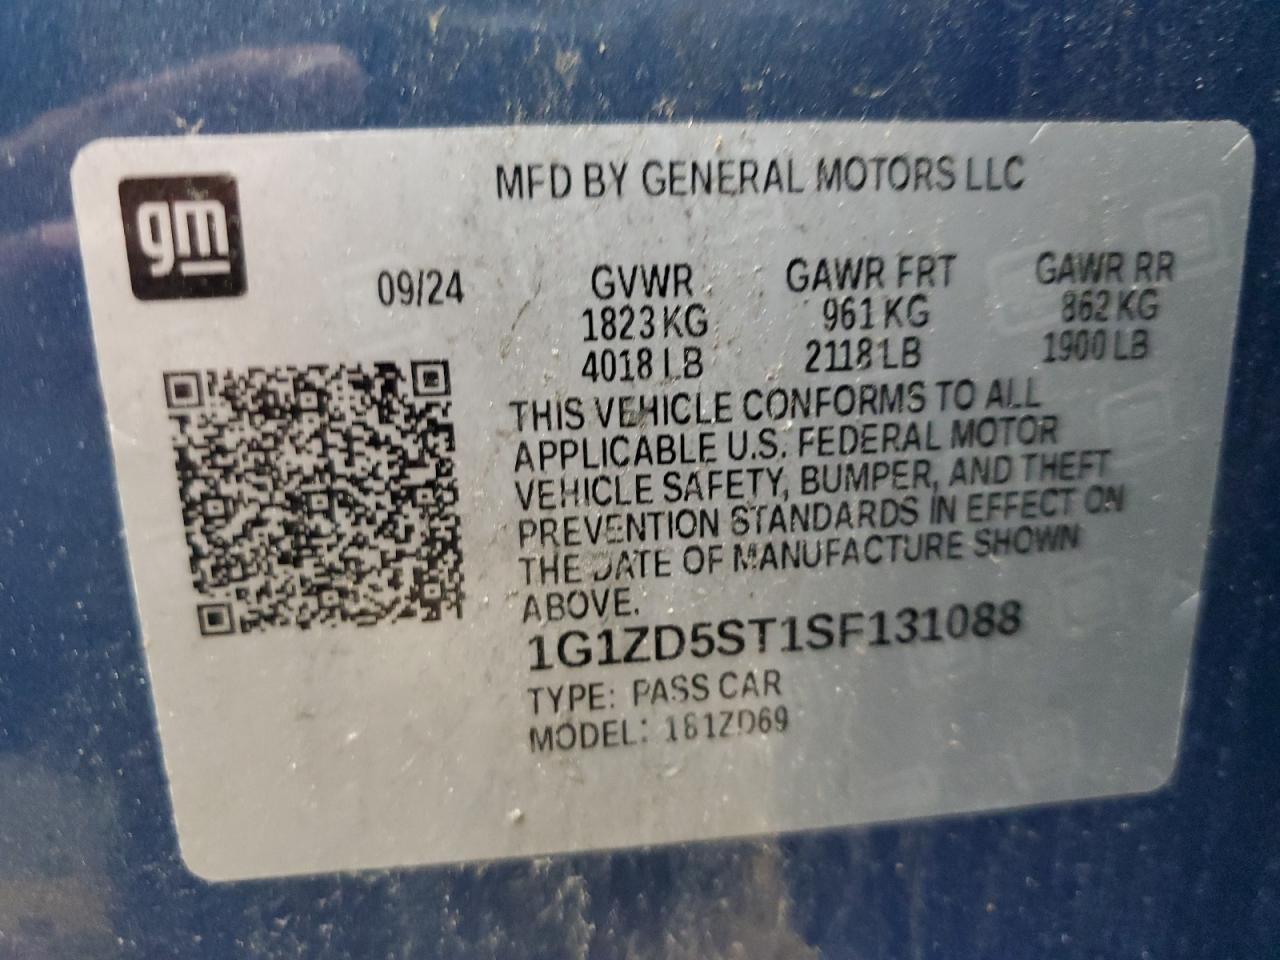 gm
MFD BY GENERAL MOTORS LLC
09/24 GVWR GAWR FRT GAWR RR
1823 KG 961 KG 862 KG
4018 LB 2118 LB 1900 LB
THIS VEHICLE CONFORMS TO ALL
APPLICABLE U.S. FEDERAL MOTOR
VEHICLE SAFETY, BUMPER, AND THEFT
PREVENTION STANDARDS IN EFFECT ON
THE DATE OF MANUFACTURE SHOWN
ABOVE.
1G1ZD5ST1SF131088
TYPE: PASS CAR
MODEL: 1G1ZD69